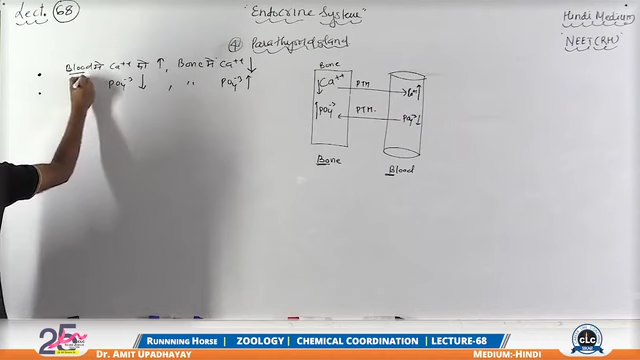 Lect. 68
"Endocrine System"
Hindi Medium
NEET (RH)
④ Parathyroid gland
• Blood में Ca++ का ↑, Bone में Ca++ ↓
• PO4-3 ↓, " PO4-3 ↑
Bone
↓Ca++ PTH Ca++↑
↑PO4-3 PTH PO4-3↓
Bone Blood
25
RUNNNING HORSE | ZOOLOGY | CHEMICAL COORDINATION | LECTURE-68
Dr. Amit UPADHAYAY MEDIUM:-HINDI
CLC